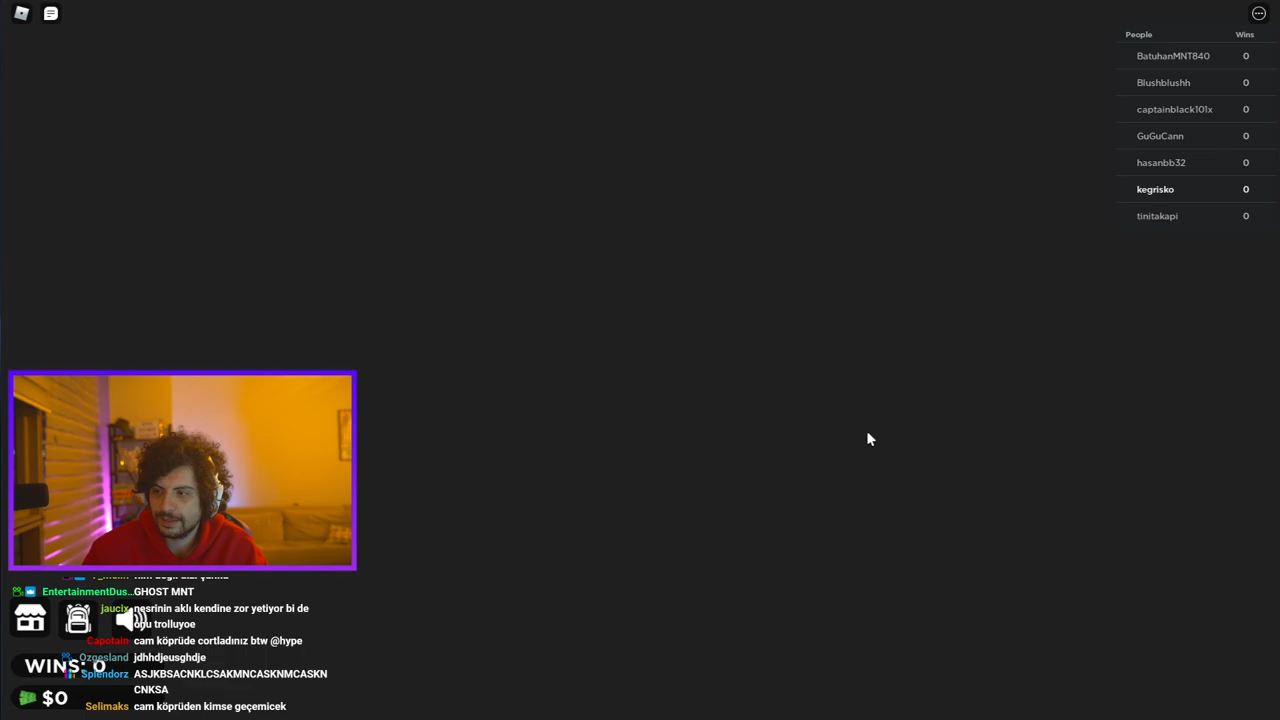 People Wins
BatuhanMNT840 0
Blushblushh 0
captainblack101x 0
GuGuCann 0
hasanbb32 0
kegrisko 0
tinitakapi 0
EntertainmentDus... GHOST MNT
jaucix nesrinin aklı kendine zor yetiyor bi de
onu trolluyoe
Capotain cam köprüde cortladınız btw @hype
Ozgesland jdhhdjeusghdje
WINS: 0
Splendorz ASJKBSACNKLCSAKMNCASKNMCASKN
CNKSA
$0
Selimaks cam köprüden kimse geçemicek